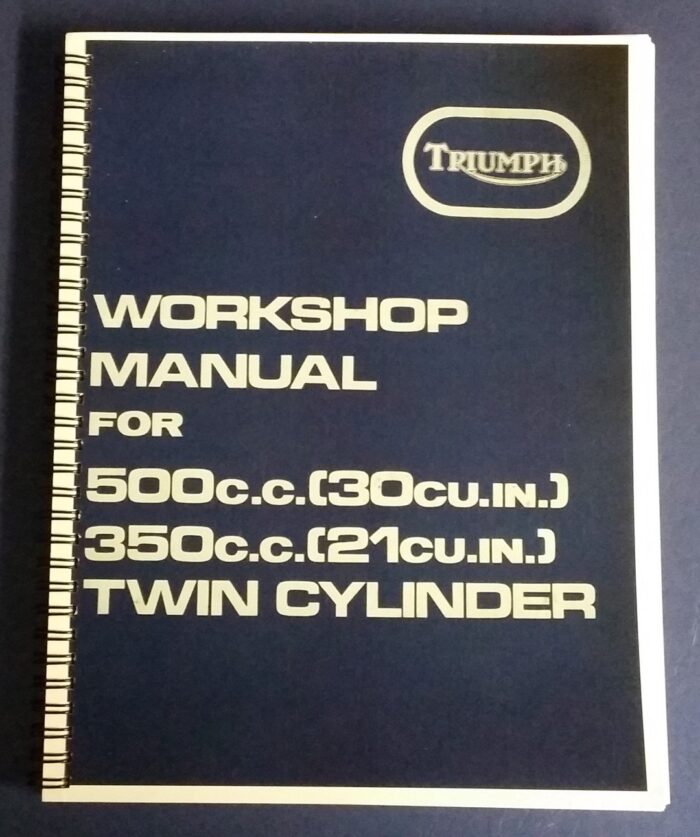 TRIUMPH
WORKSHOP
MANUAL
FOR
500C.C.(30CU.IN.)
350C.C.(21CU.IN.)
TWIN CYLINDER